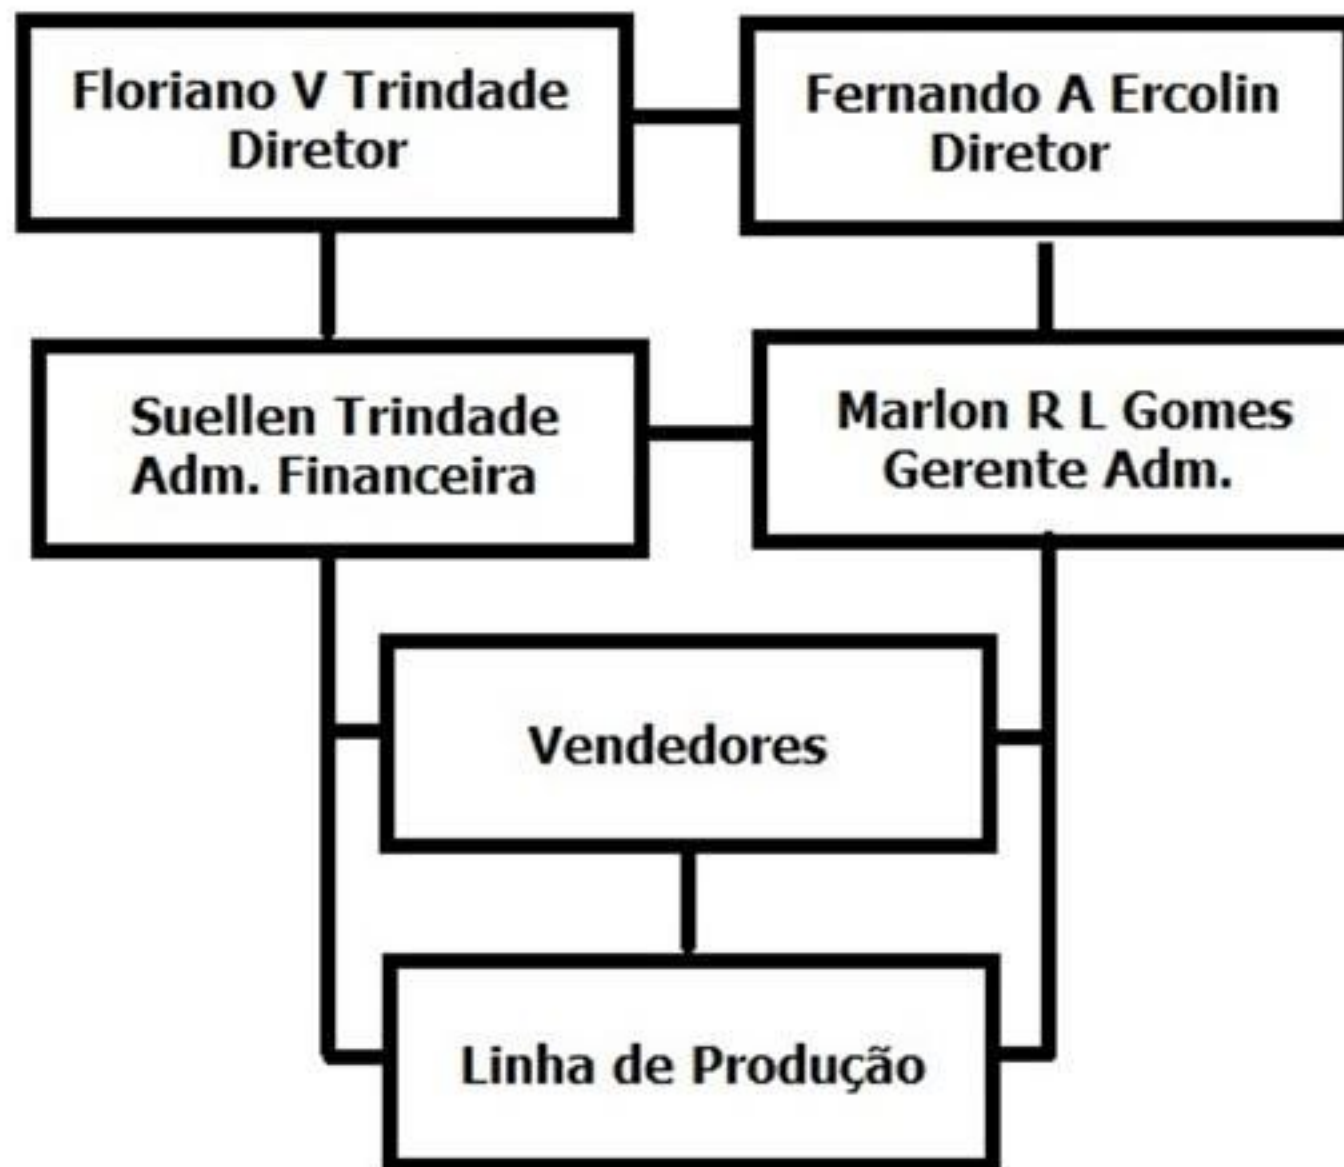 Floriano V Trindade
Diretor
Fernando A Ercolin
Diretor
Suellen Trindade
Adm. Financeira
Marlon R L Gomes
Gerente Adm.
Vendedores
Linha de Produção